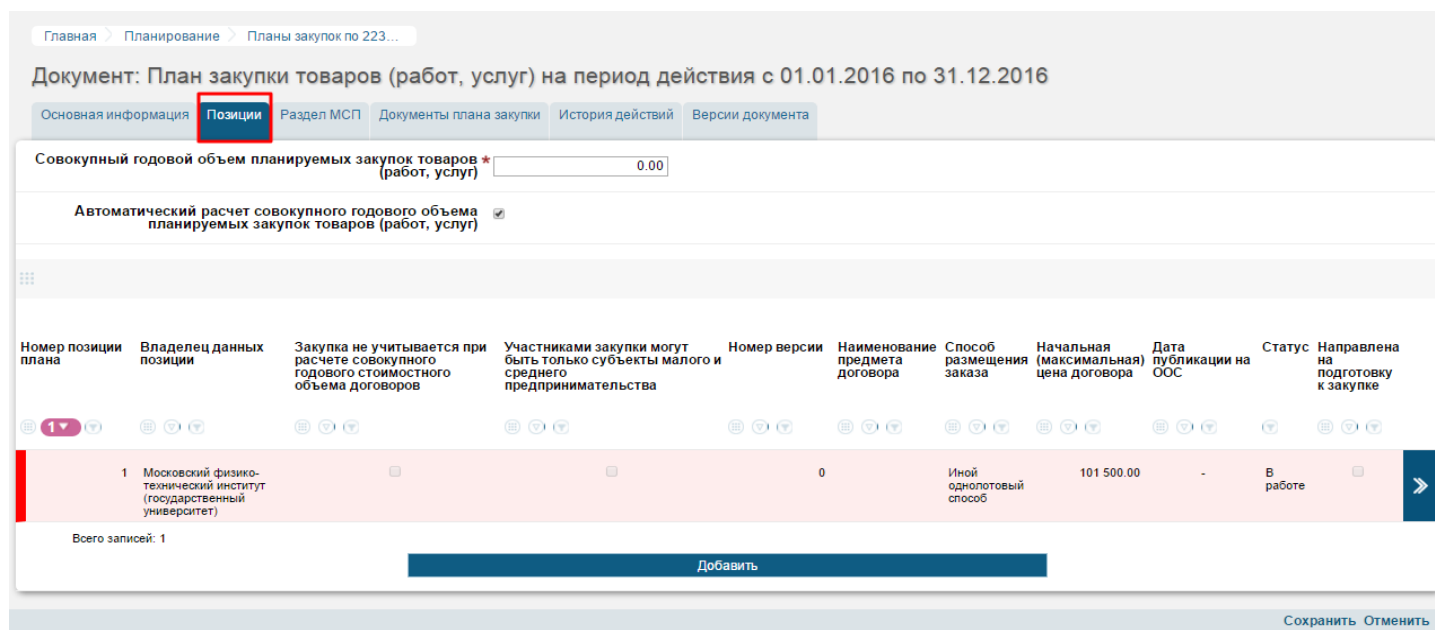 Главная Планирование Планы закупок по 223...
Документ: План закупки товаров (работ, услуг) на период действия с 01.01.2016 по 31.12.2016
Основная информация Позиции Раздел МСП Документы плана закупки История действий Версии документа
Совокупный годовой объем планируемых закупок товаров *
(работ, услуг)
0.00
Автоматический расчет совокупного годового объема
планируемых закупок товаров (работ, услуг)
Номер позиции
плана
Владелец данных
позиции
Закупка не учитывается при
расчете совокупного
годового стоимостного
объема договоров
Участниками закупки могут
быть только субъекты малого и
среднего
предпринимательства
Номер версии
Наименование
предмета
договора
Способ
размещения
заказа
Начальная
(максимальная)
цена договора
Дата
публикации на
ООС
Статус
Направлена
на
подготовку
к закупке
1
1
Московский физико-
технический институт
(государственный
университет)
0
Иной
однолотовый
способ
101 500.00
-
В
работе
Всего записей: 1
Добавить
Сохранить Отменить